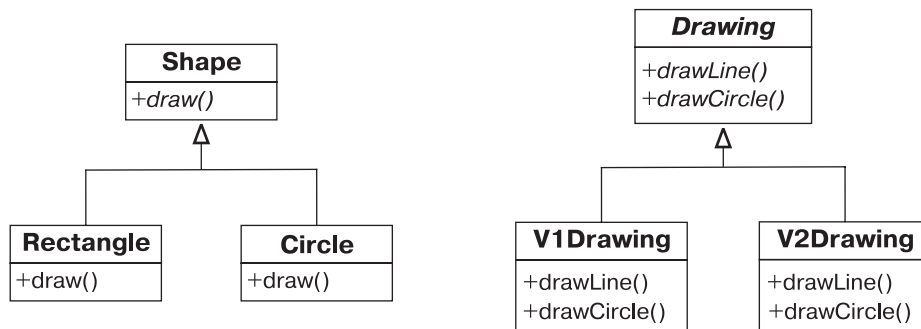 Shape
+draw()
Rectangle
+draw()
Circle
+draw()
Drawing
+drawLine()
+drawCircle()
V1Drawing
+drawLine()
+drawCircle()
V2Drawing
+drawLine()
+drawCircle()